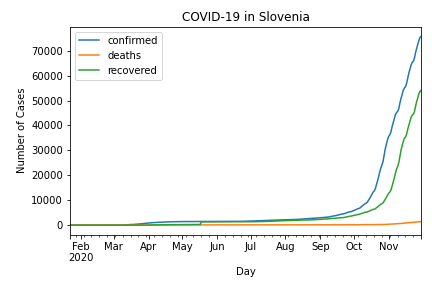 COVID-19 in Slovenia
confirmed
deaths
recovered
Number of Cases
70000
60000
50000
40000
30000
20000
10000
0
Feb Mar Apr May Jun Jul Aug Sep Oct Nov
2020
Day